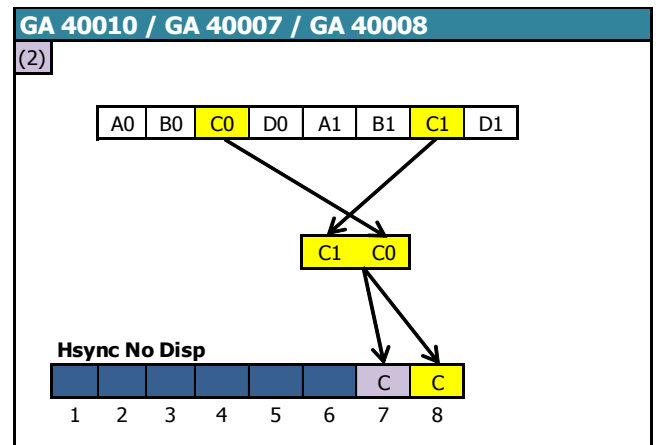 GA 40010 / GA 40007 / GA 40008
(2)
A0 B0 C0 D0 A1 B1 C1 D1
C1 C0
Hsync No Disp
C C
1 2 3 4 5 6 7 8